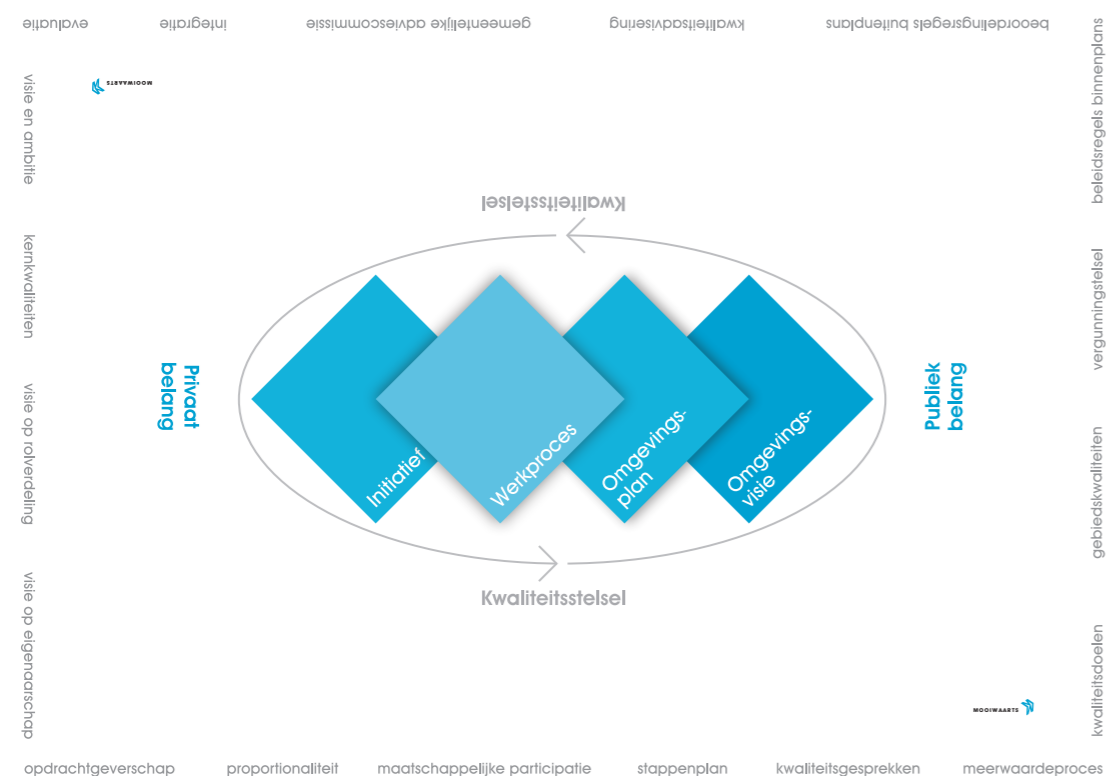 evaluatie
integratie
gemeentelijke adviescommissie
kwaliteitsadvisering
beoordelingsregels buitenplans
beleidsregels binnenplans
visie en ambitie
MOOIWAARTS
Kwaliteitsstelsel
kernkwaliteiten
vergunningstelsel
Privaat
belang
Publiek
belang
Initiatief
Werkproces
Omgevings-
plan
Omgevings-
visie
visie op rolverdeling
gebiedskwaliteiten
Kwaliteitsstelsel
visie op eigenaarschap
kwaliteitsdoelen
MOOIWAARTS
opdrachtgeverschap
proportionaliteit
maatschappelijke participatie
stappenplan
kwaliteitsgesprekken
meerwaardeproces